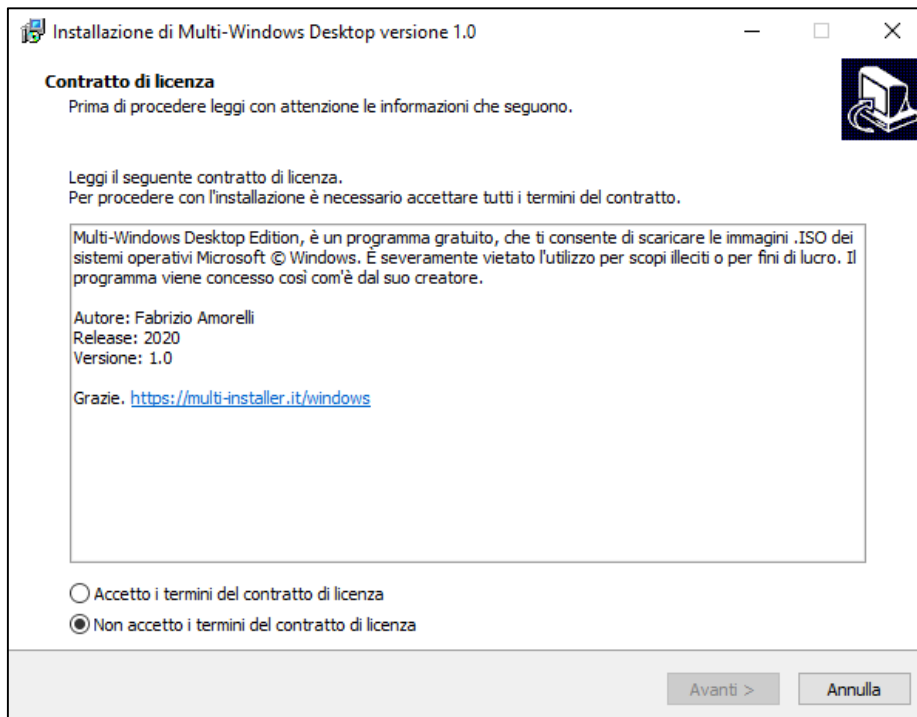 Installazione di Multi-Windows Desktop versione 1.0
Contratto di licenza
Prima di procedere leggi con attenzione le informazioni che seguono.
Leggi il seguente contratto di licenza.
Per procedere con l'installazione è necessario accettare tutti i termini del contratto.
Multi-Windows Desktop Edition, è un programma gratuito, che ti consente di scaricare le immagini .ISO dei
sistemi operativi Microsoft © Windows. È severamente vietato l'utilizzo per scopi illeciti o per fini di lucro. Il
programma viene concesso così com'è dal suo creatore.
Autore: Fabrizio Amorelli
Release: 2020
Versione: 1.0
Grazie. https://multi-installer.it/windows
Accetto i termini del contratto di licenza
Non accetto i termini del contratto di licenza
Avanti >
Annulla